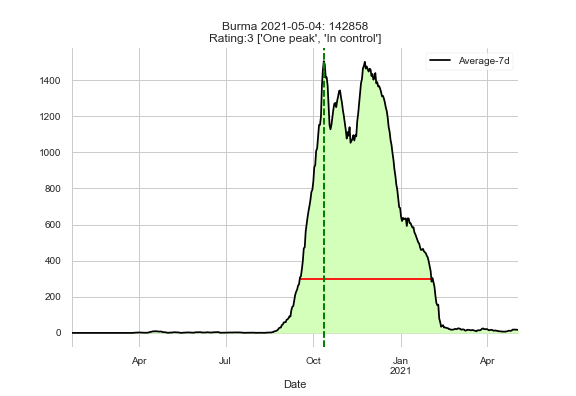 Burma 2021-05-04: 142858
Rating:3 ['One peak', 'In control']
Average-7d
1400
1200
1000
800
600
400
200
0
Apr
Jul
Oct
Jan
2021
Apr
Date